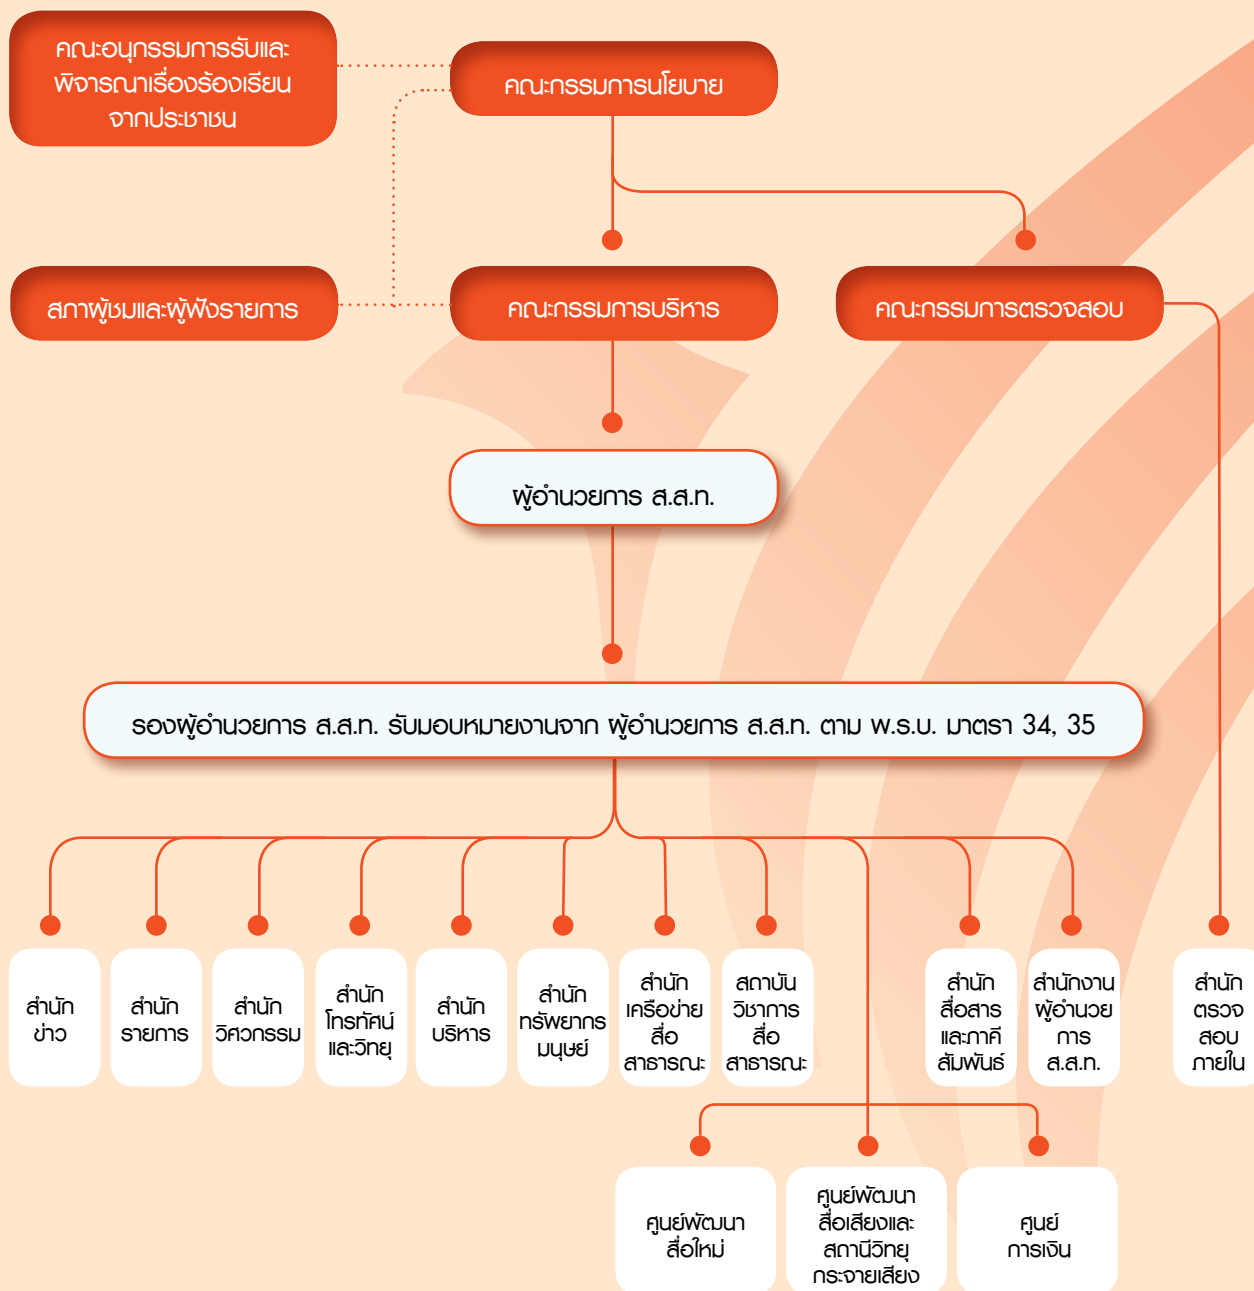 คณะอนุกรรมการรับและ
พิจารณาเรื่องร้องเรียน
จากประชาชน
คณะกรรมการนโยบาย
สภาผู้ชมและผู้ฟังรายการ
คณะกรรมการบริหาร
คณะกรรมการตรวจสอบ
ผู้อำนวยการ ส.ส.ท.
รองผู้อำนวยการ ส.ส.ท. รับมอบหมายงานจาก ผู้อำนวยการ ส.ส.ท. ตาม พ.ร.บ. มาตรา 34, 35
สำนัก
ข่าว
สำนัก
รายการ
สำนัก
วิศวกรรม
สำนัก
โทรทัศน์
และวิทยุ
สำนัก
บริหาร
สำนัก
ทรัพยากร
มนุษย์
สำนัก
เครือข่าย
สื่อ
สาธารณะ
สถาบัน
วิชาการ
สื่อ
สาธารณะ
สำนัก
สื่อสาร
และภาคี
สัมพันธ์
สำนักงาน
ผู้อำนวย
การ
ส.ส.ท.
สำนัก
ตรวจ
สอบ
ภายใน
ศูนย์พัฒนา
สื่อใหม่
ศูนย์พัฒนา
สื่อเสียงและ
สถานีวิทยุ
กระจายเสียง
ศูนย์
การเงิน